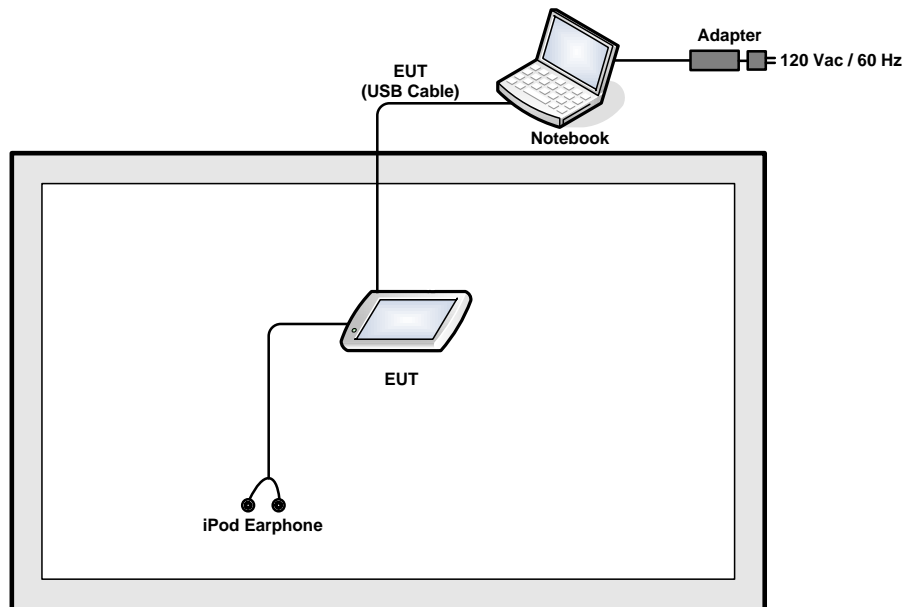 Adapter
120 Vac / 60 Hz
EUT
(USB Cable)
Notebook
EUT
iPod Earphone